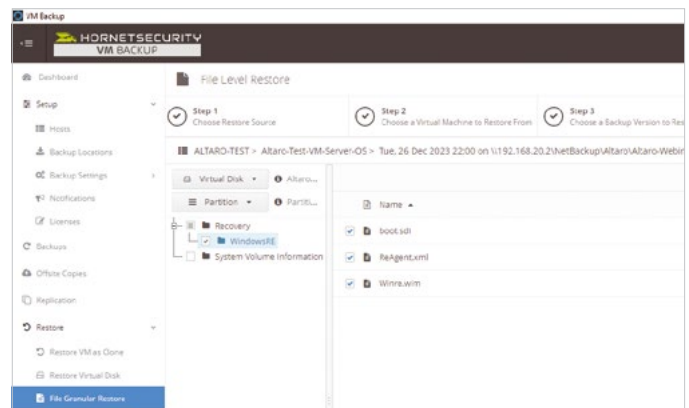 VM Backup
HORNETSECURITY
VM BACKUP
Dashboard
Setup
Hosts
Backup Locations
Backup Settings
Notifications
Licenses
Backups
Offsite Copies
Replication
Restore
Restore VM as Clone
Restore Virtual Disk
File Granular Restore
File Level Restore
Step 1
Choose Restore Source
Step 2
Choose a Virtual Machine to Restore From
Step 3
Choose a Backup Version to Res
ALTARO-TEST > Altaro-Test-VM-Server-OS > Tue, 26 Dec 2023 22:00 on \\192.168.20.2\NetBackup\Altaro\Altaro-Webin
Virtual Disk
Altaro...
Partition
Partiti...
Recovery
WindowsRE
System Volume Information
Name
boot.sdi
ReAgent.xml
Winre.wim